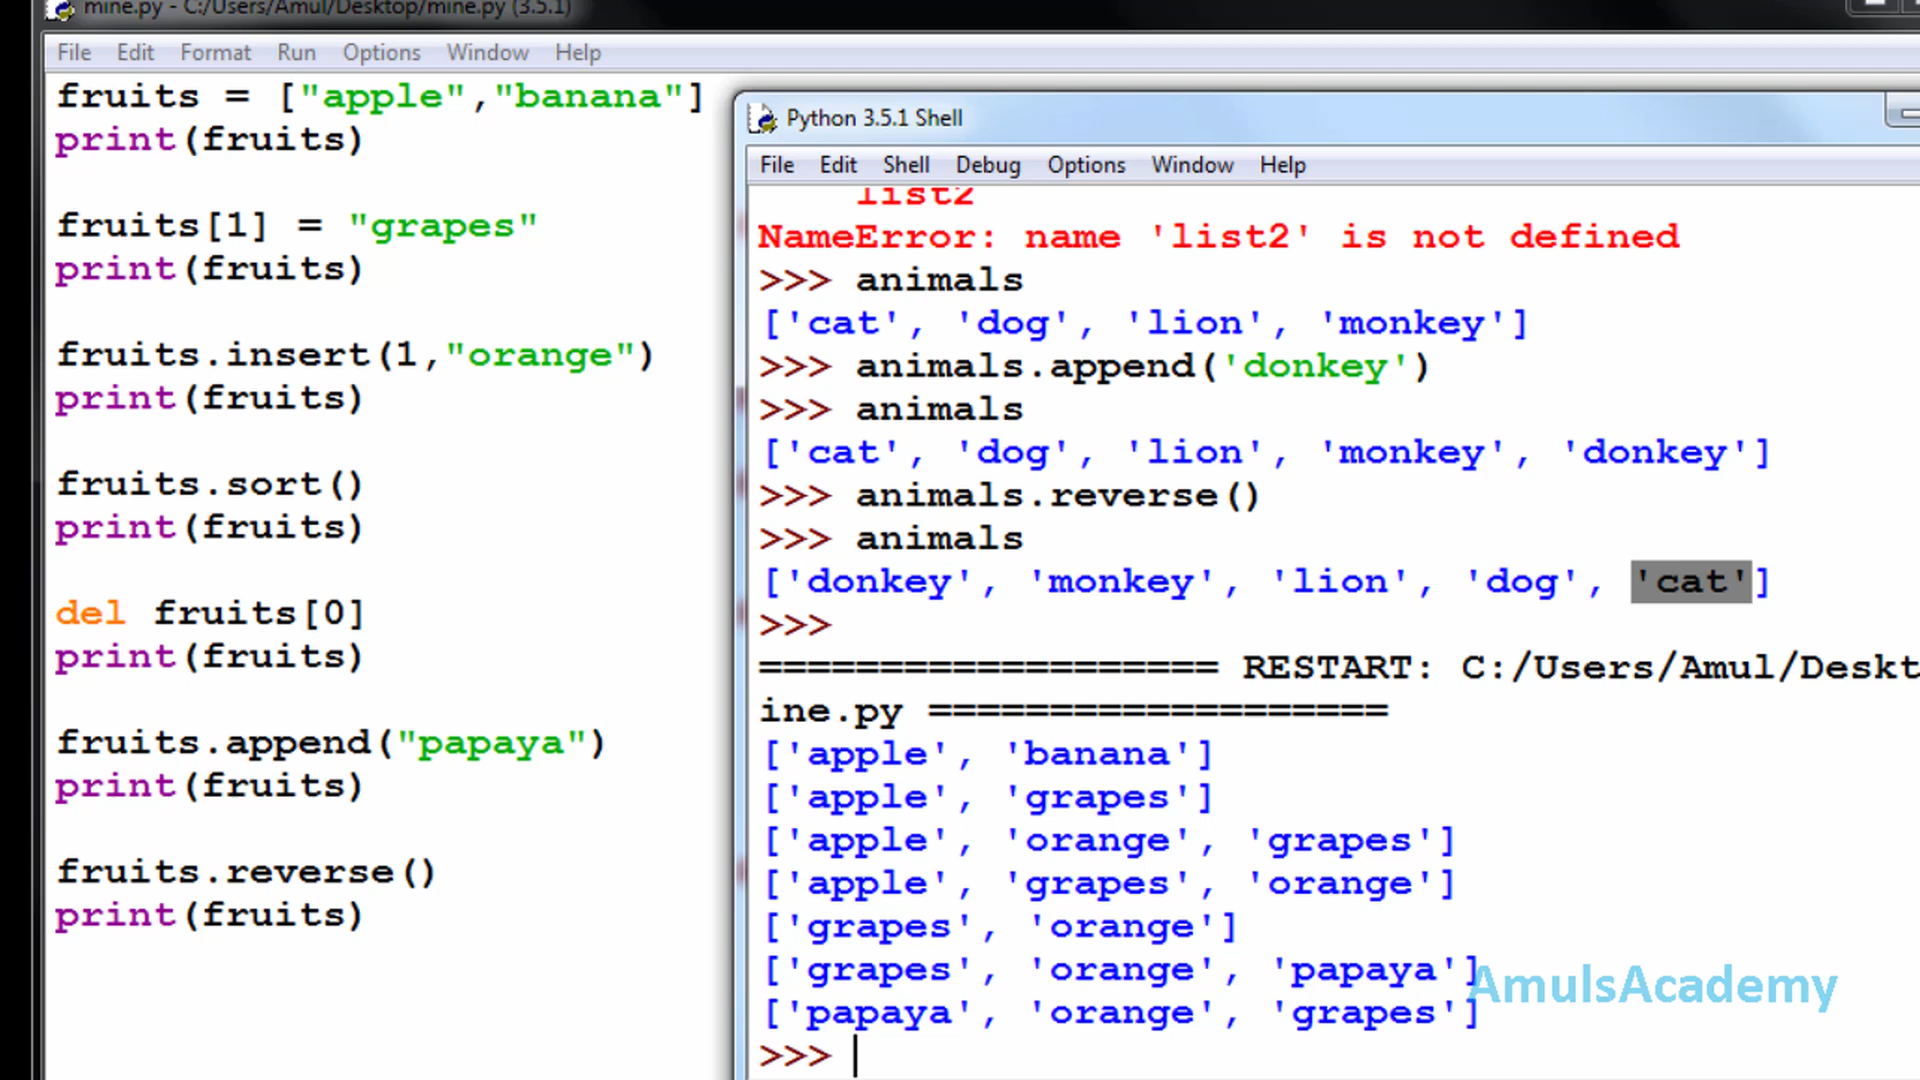 mine.py - C:/Users/Amul/Desktop/mine.py (3.5.1)
File Edit Format Run Options Window Help
fruits = ["apple","banana"]
print(fruits)
fruits[1] = "grapes"
print(fruits)
fruits.insert(1,"orange")
print(fruits)
fruits.sort()
print(fruits)
del fruits[0]
print(fruits)
fruits.append("papaya")
print(fruits)
fruits.reverse()
print(fruits)
Python 3.5.1 Shell
File Edit Shell Debug Options Window Help
list2
NameError: name 'list2' is not defined
>>> animals
['cat', 'dog', 'lion', 'monkey']
>>> animals.append('donkey')
>>> animals
['cat', 'dog', 'lion', 'monkey', 'donkey']
>>> animals.reverse()
>>> animals
['donkey', 'monkey', 'lion', 'dog', 'cat']
>>>
=================== RESTART: C:/Users/Amul/Deskt
ine.py ===================
['apple', 'banana']
['apple', 'grapes']
['apple', 'orange', 'grapes']
['apple', 'grapes', 'orange']
['grapes', 'orange']
['grapes', 'orange', 'papaya']
['papaya', 'orange', 'grapes']
>>>
AmulsAcademy